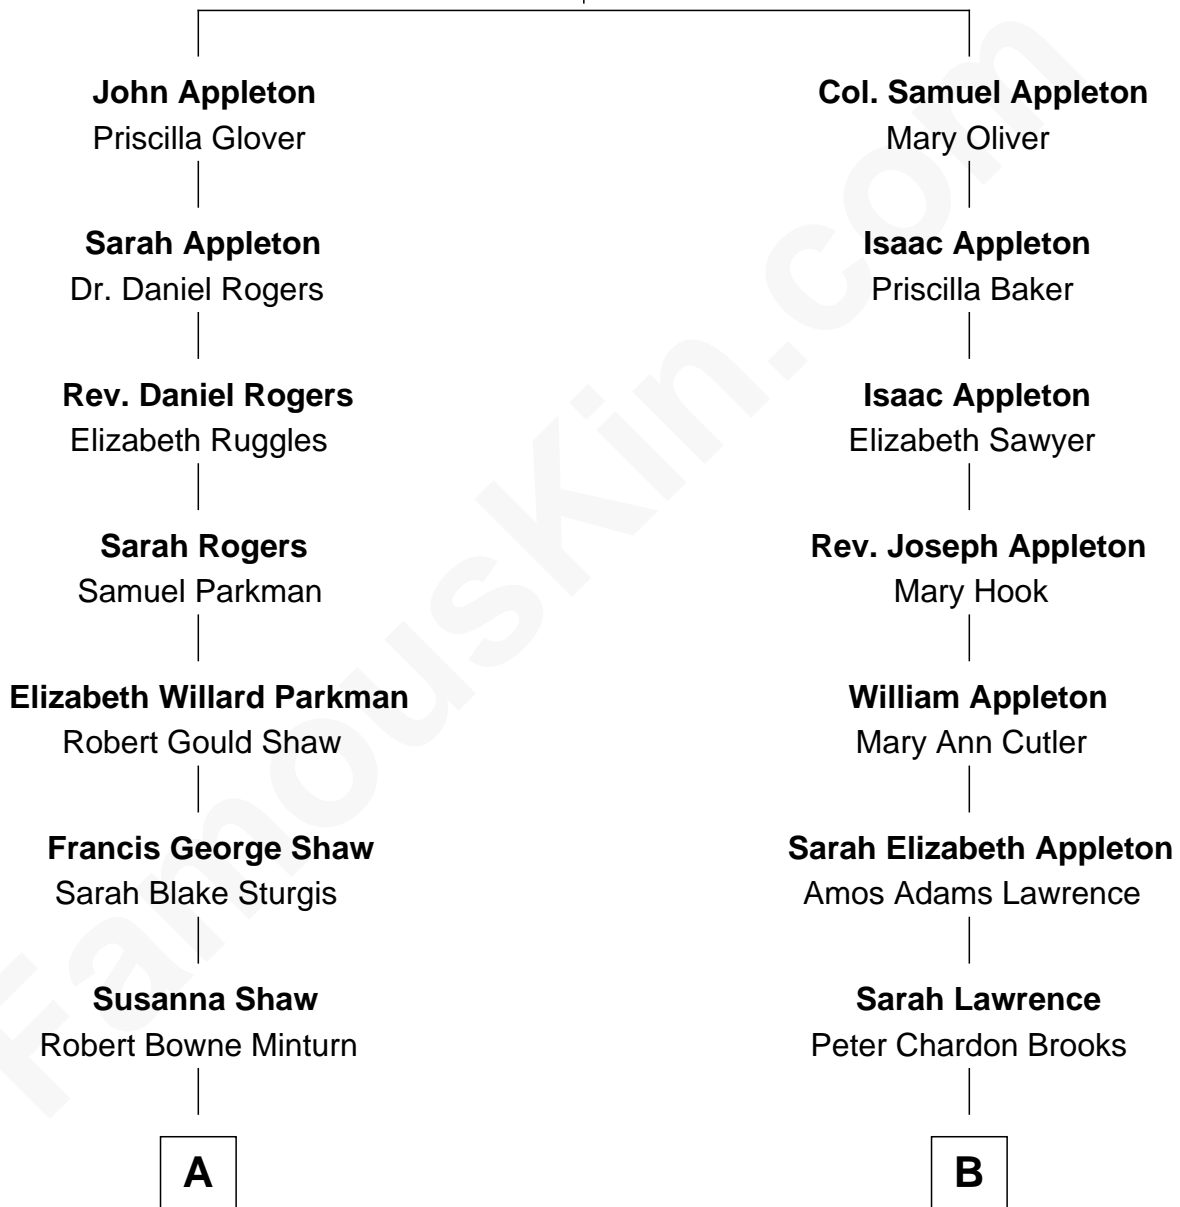 John Appleton
Priscilla Glover
Sarah Appleton
Dr. Daniel Rogers
Rev. Daniel Rogers
Elizabeth Ruggles
Sarah Rogers
Samuel Parkman
Elizabeth Willard Parkman
Robert Gould Shaw
Francis George Shaw
Sarah Blake Sturgis
Susanna Shaw
Robert Bowne Minturn
A
Col. Samuel Appleton
Mary Oliver
Isaac Appleton
Priscilla Baker
Isaac Appleton
Elizabeth Sawyer
Rev. Joseph Appleton
Mary Hook
William Appleton
Mary Ann Cutler
Sarah Elizabeth Appleton
Amos Adams Lawrence
Sarah Lawrence
Peter Chardon Brooks
B
FamousKin.com